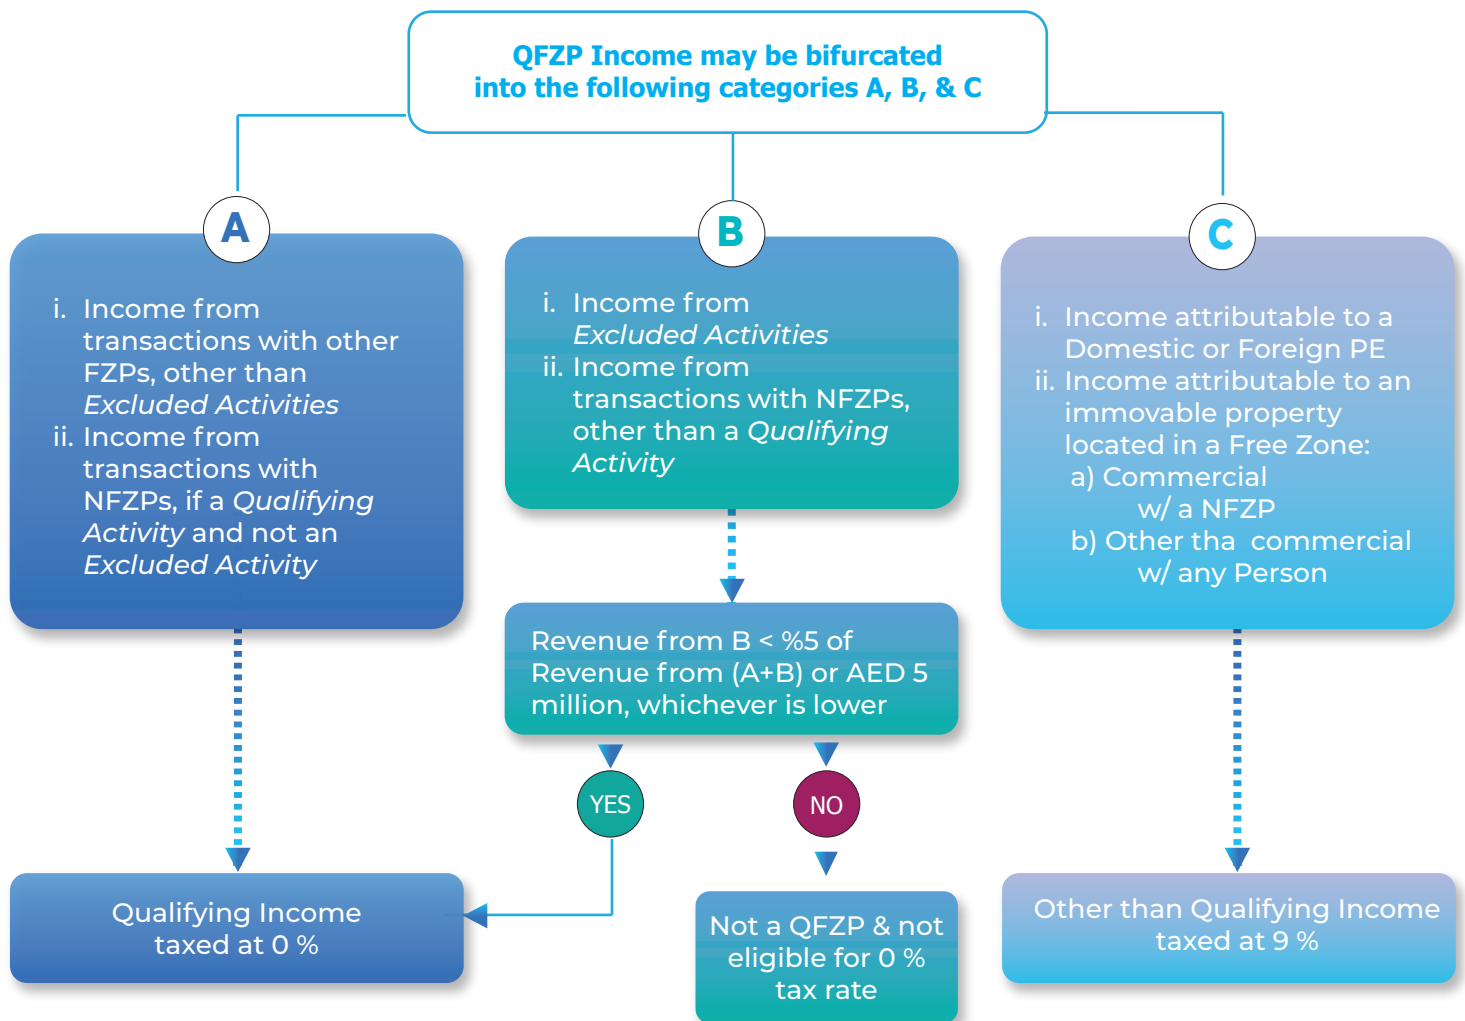 QFZP Income may be bifurcated
into the following categories A, B, & C
A
i. Income from
transactions with other
FZPs, other than
Excluded Activities
ii. Income from
transactions with
NFZPs, if a Qualifying
Activity and not an
Excluded Activity
B
i. Income from
Excluded Activities
ii. Income from
transactions with NFZPs,
other than a Qualifying
Activity
C
i. Income attributable to a
Domestic or Foreign PE
ii. Income attributable to an
immovable property
located in a Free Zone:
a) Commercial
w/ a NFZP
b) Other tha commercial
w/ any Person
Revenue from B < %5 of
Revenue from (A+B) or AED 5
million, whichever is lower
YES
NO
Qualifying Income
taxed at 0 %
Not a QFZP & not
eligible for 0 %
tax rate
Other than Qualifying Income
taxed at 9 %